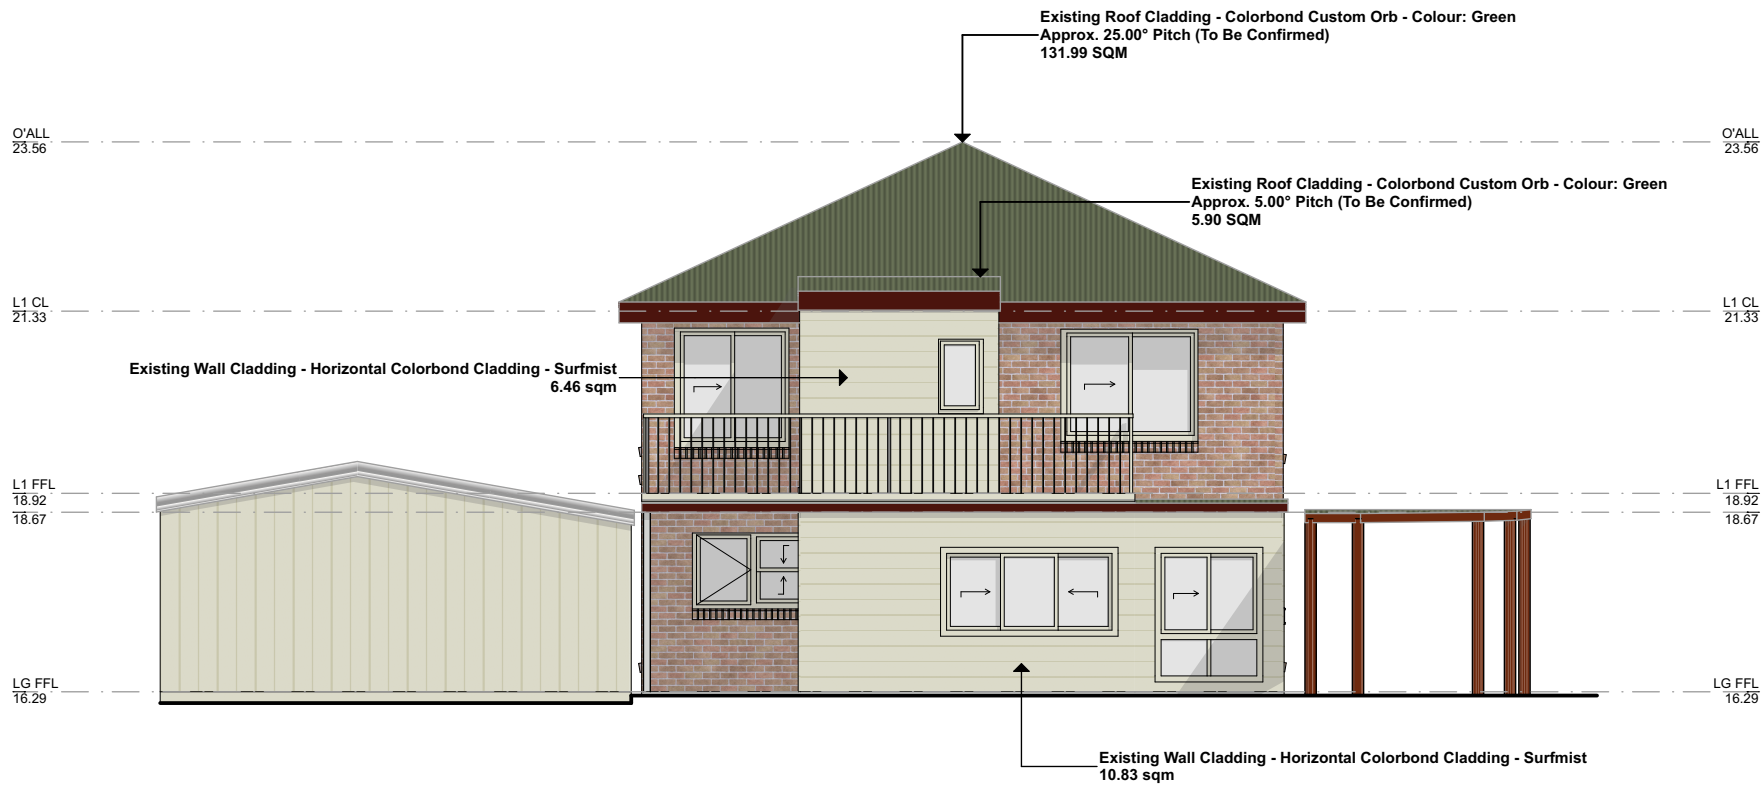 Existing Roof Cladding - Colorbond Custom Orb - Colour: Green
Approx. 25.00° Pitch (To Be Confirmed)
131.99 SQM
O'ALL
23.56
O'ALL
23.56
Existing Roof Cladding - Colorbond Custom Orb - Colour: Green
Approx. 5.00° Pitch (To Be Confirmed)
5.90 SQM
L1 CL
21.33
L1 CL
21.33
Existing Wall Cladding - Horizontal Colorbond Cladding - Surfmist
6.46 sqm
L1 FFL
18.92
18.67
L1 FFL
18.92
18.67
LG FFL
16.29
LG FFL
16.29
Existing Wall Cladding - Horizontal Colorbond Cladding - Surfmist
10.83 sqm